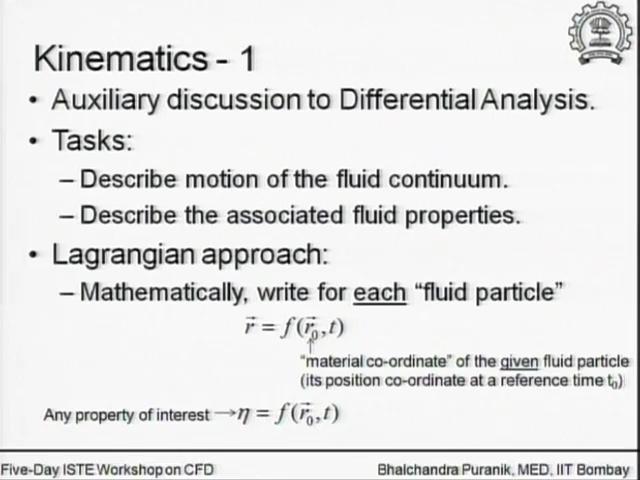 Kinematics - 1
• Auxiliary discussion to Differential Analysis.
• Tasks:
– Describe motion of the fluid continuum.
– Describe the associated fluid properties.
• Lagrangian approach:
– Mathematically, write for each “fluid particle”
r⃗ = f(r⃗₀,t)
↑
“material co-ordinate” of the given fluid particle
(its position co-ordinate at a reference time t₀)
Any property of interest → η = f(r⃗₀,t)
Five-Day ISTE Workshop on CFD
Bhalchandra Puranik, MED, IIT Bombay